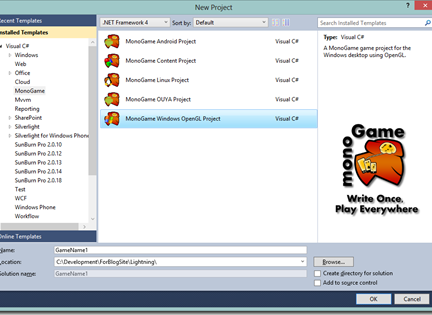 New Project
? ✕
Recent Templates
.NET Framework 4
Sort by: Default
Search Installed Templates
Installed Templates
Visual C#
Windows
Web
Office
Cloud
MonoGame
Mvvm
Reporting
SharePoint
Silverlight
Silverlight for Windows Phone
SunBurn Pro 2.0.10
SunBurn Pro 2.0.12
SunBurn Pro 2.0.13
SunBurn Pro 2.0.14
SunBurn Pro 2.0.18
Test
WCF
Windows Phone
Workflow
Online Templates
MonoGame Android Project Visual C#
MonoGame Content Project Visual C#
MonoGame Linux Project Visual C#
MonoGame OUYA Project Visual C#
MonoGame Windows OpenGL Project Visual C#
Type: Visual C#
A MonoGame game project for the
Windows desktop using OpenGL.
mono Game
Write Once,
Play Everywhere
Name: GameName1
Location: C:\Development\ForBlogSite\Lightning\
Browse...
Solution name: GameName1
Create directory for solution
Add to source control
OK Cancel